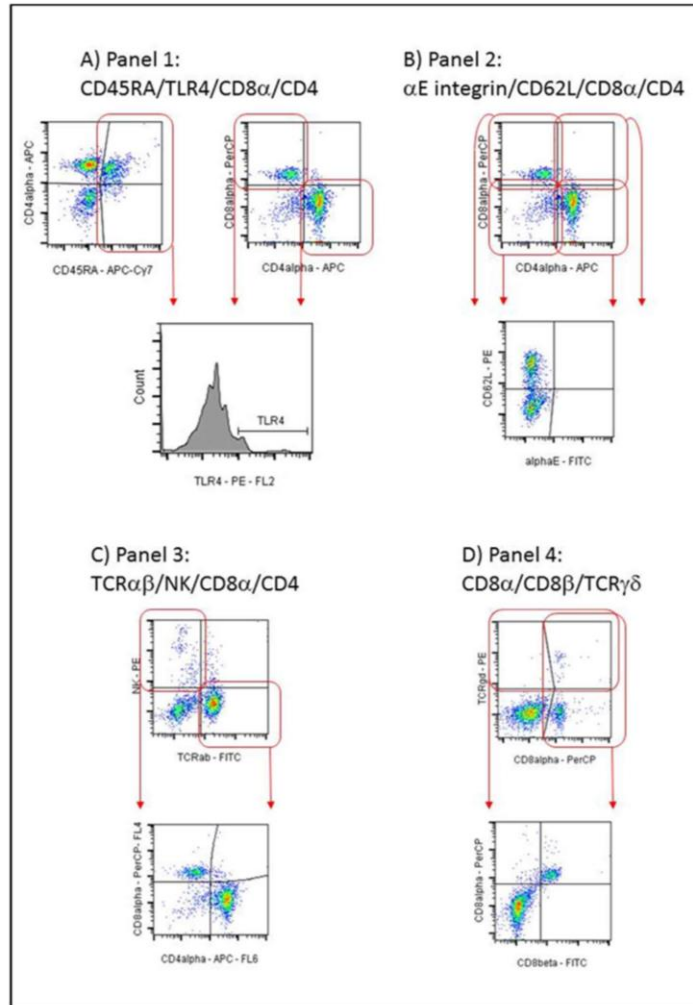 A) Panel 1:
CD45RA/TLR4/CD8α/CD4
CD4alpha - APC
CD45RA - APC-Cy7
CD8alpha - PerCP
CD4alpha - APC
Count
TLR4
TLR4 - PE - FL2
B) Panel 2:
αE integrin/CD62L/CD8α/CD4
CD8alpha - PerCP
CD4alpha - APC
CD62L - PE
alphaE - FITC
C) Panel 3:
TCRαβ/NK/CD8α/CD4
NK - PE
TCRab - FITC
CD8alpha - PerCP- FL4
CD4alpha - APC - FL6
D) Panel 4:
CD8α/CD8β/TCRγδ
TCRgd - PE
CD8alpha - PerCP
CD8alpha - PerCP
CD8beta - FITC